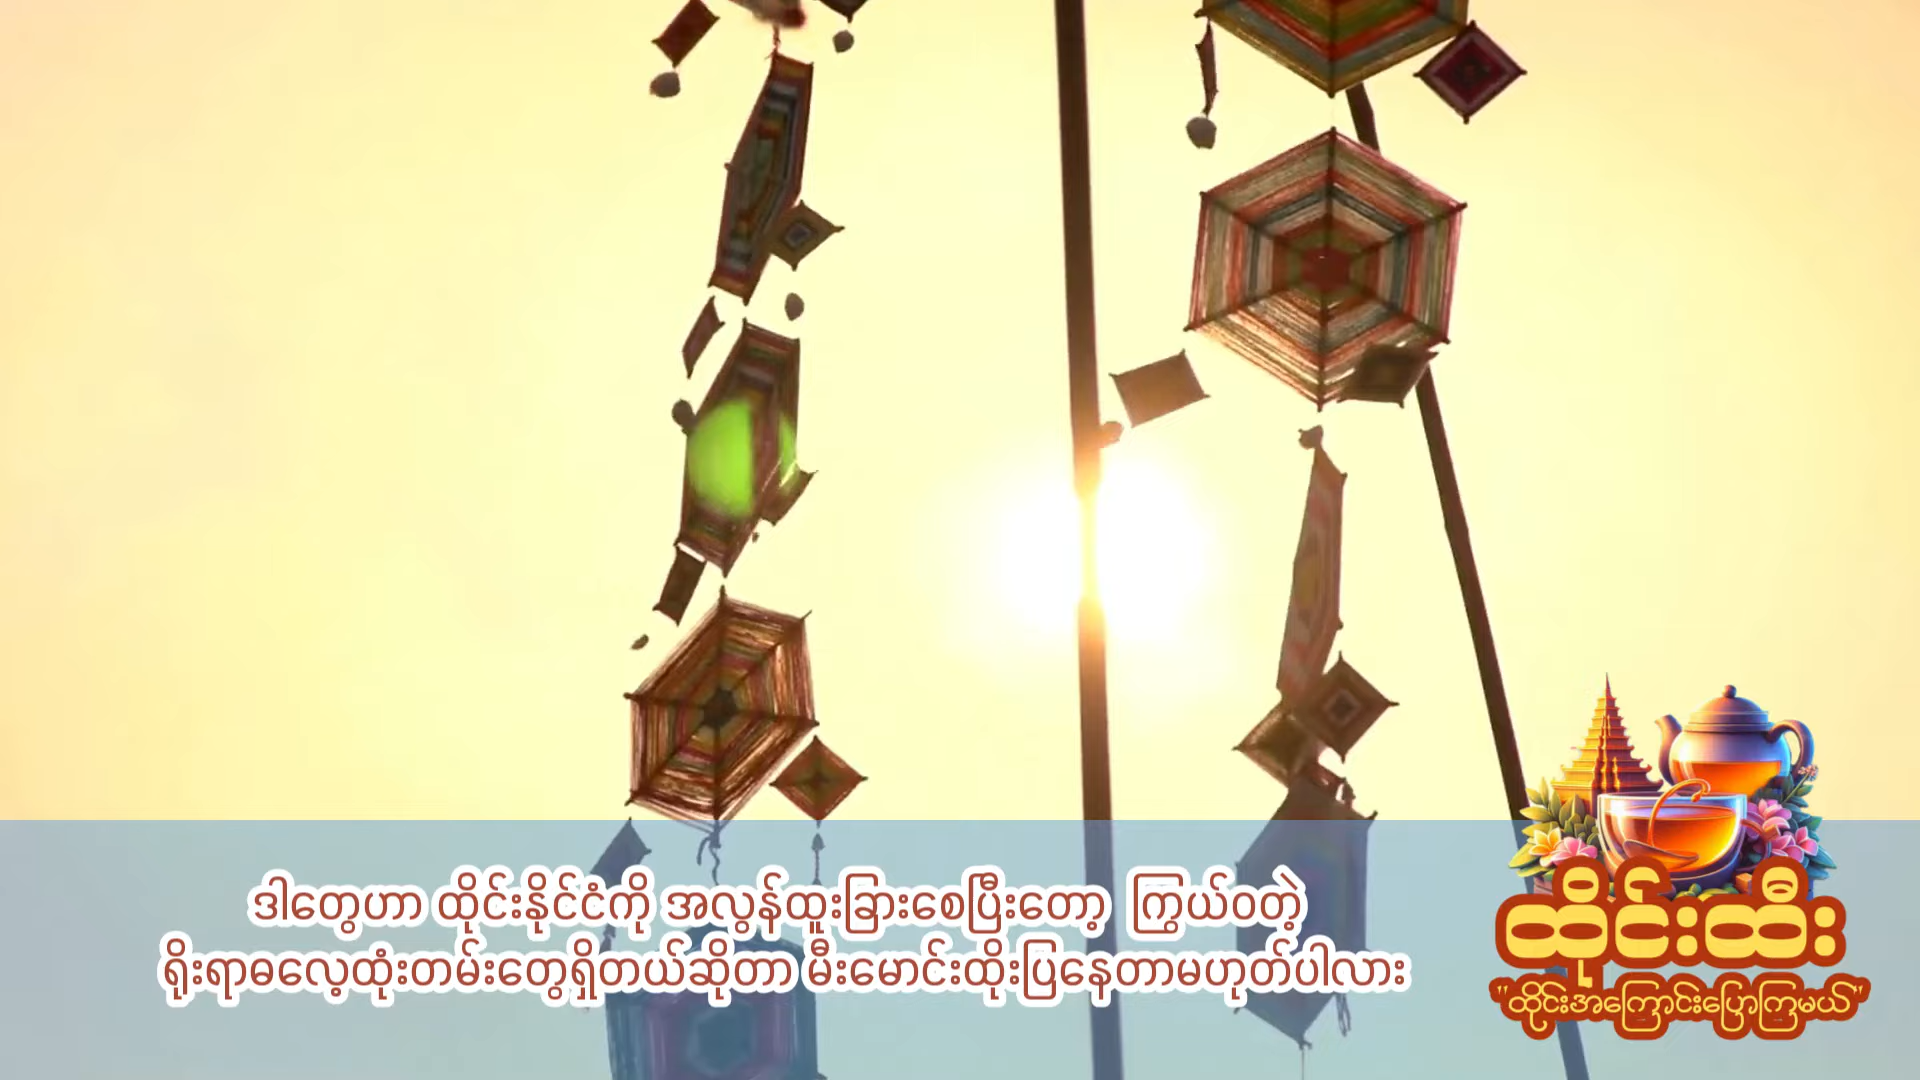 ဒါတွေဟာ ထိုင်းနိုင်ငံကို အလွန်ထူးခြားစေပြီးတော့ ကြွယ်ဝတဲ့
ရိုးရာဓလေ့ထုံးတမ်းတွေရှိတယ်ဆိုတာ မီးမောင်းထိုးပြနေတာမဟုတ်ပါလား
ထိုင်းထီး
"ထိုင်းအကြောင်းပြောကြမယ်"